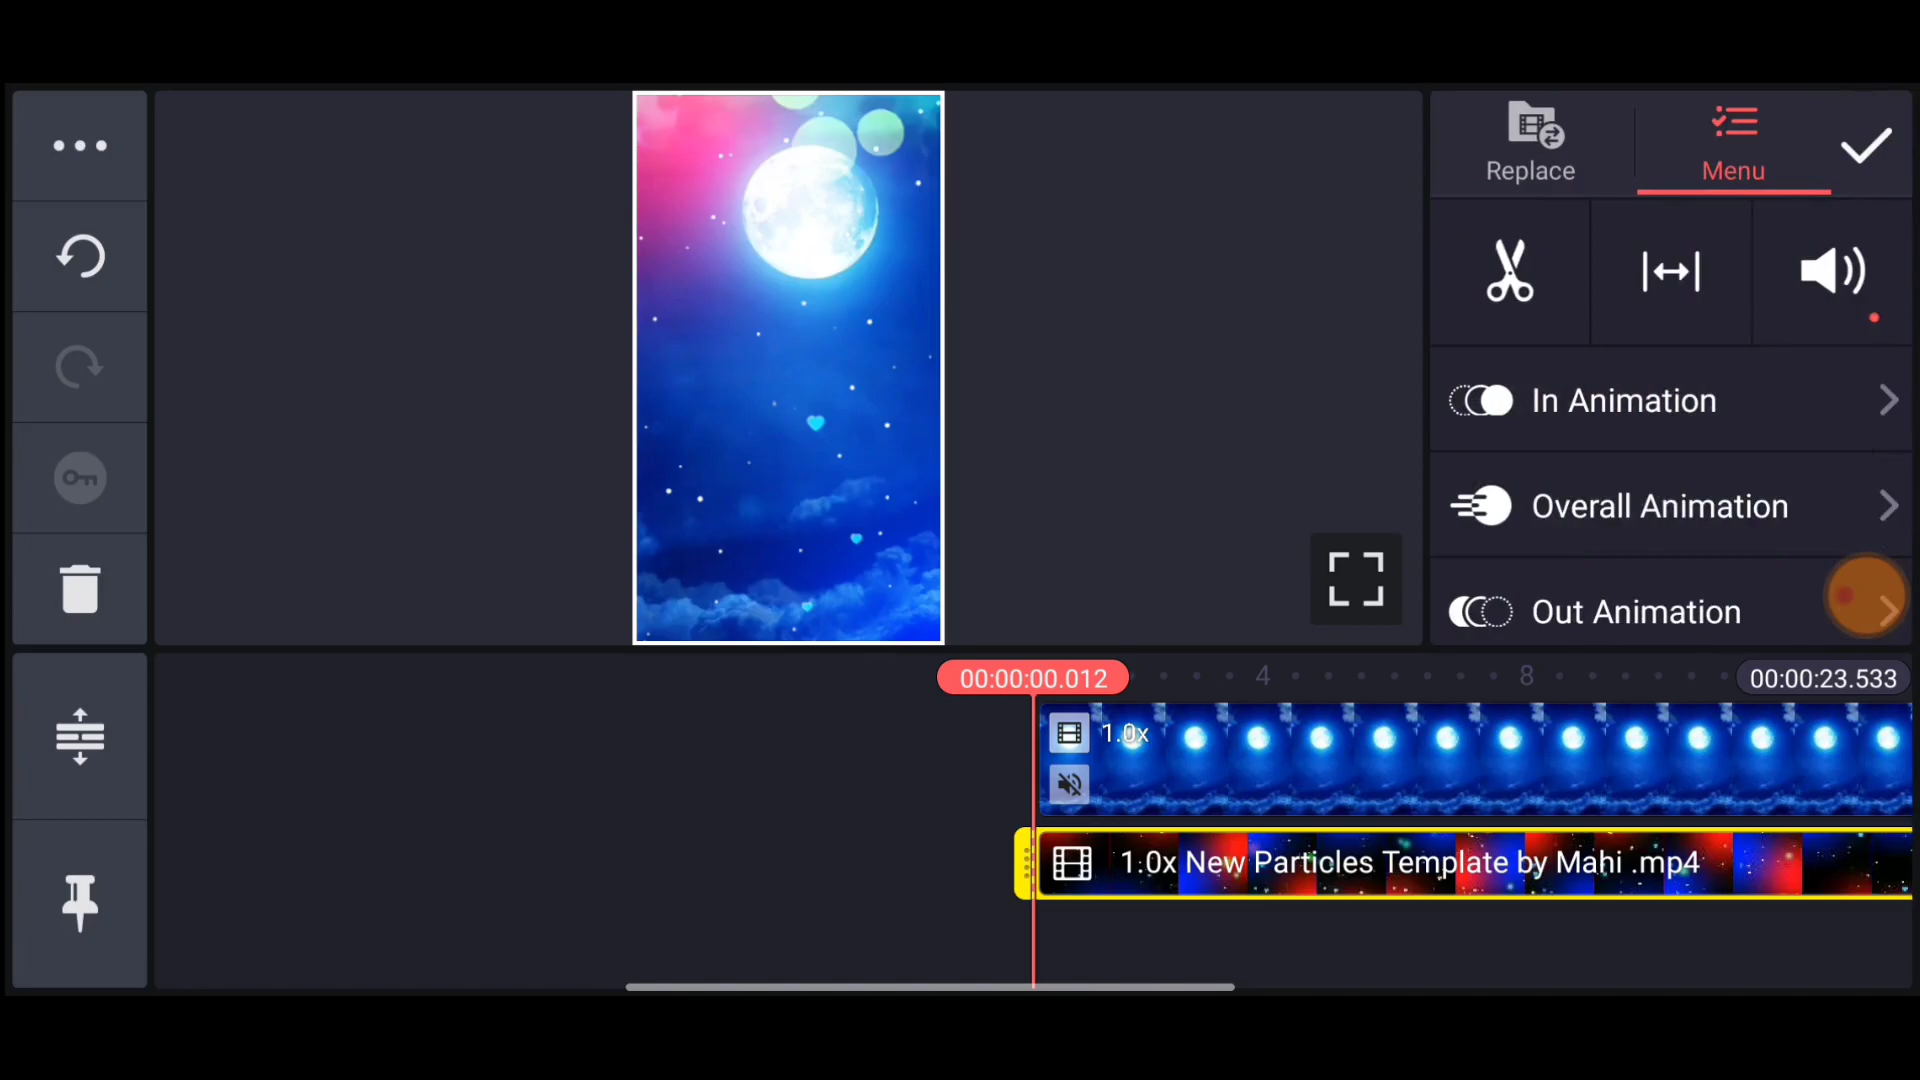 Replace
Menu
In Animation
Overall Animation
Out Animation
00:00:00.012
4
8
00:00:23.533
1.0x
1.0x New Particles Template by Mahi .mp4